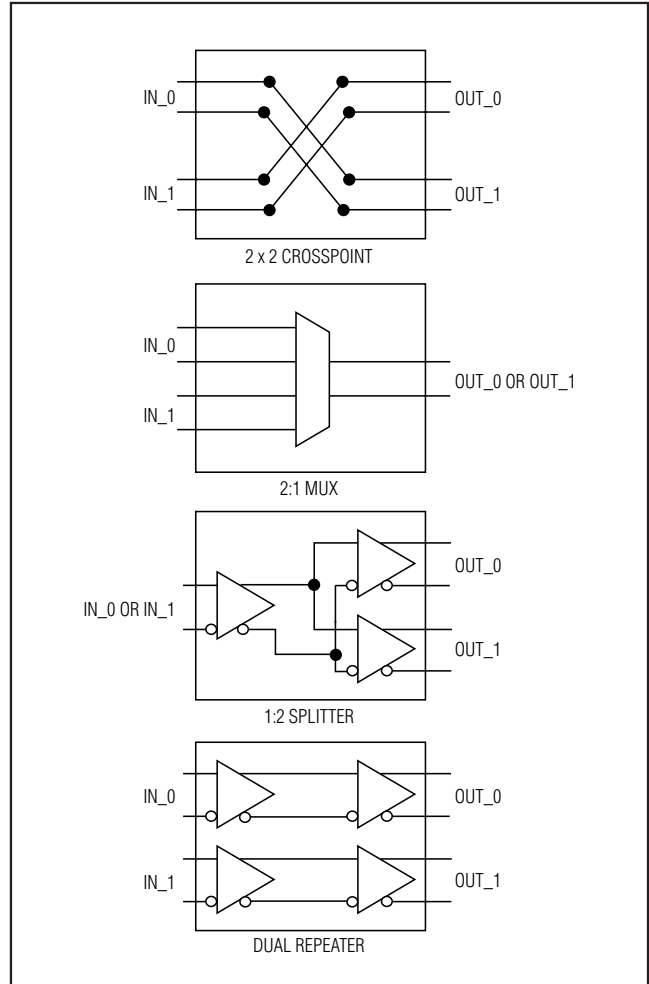 IN_0
OUT_0
IN_1
OUT_1
2 x 2 CROSSPOINT
IN_0
OUT_0 OR OUT_1
IN_1
2:1 MUX
OUT_0
IN_0 OR IN_1
OUT_1
1:2 SPLITTER
IN_0
OUT_0
IN_1
OUT_1
DUAL REPEATER